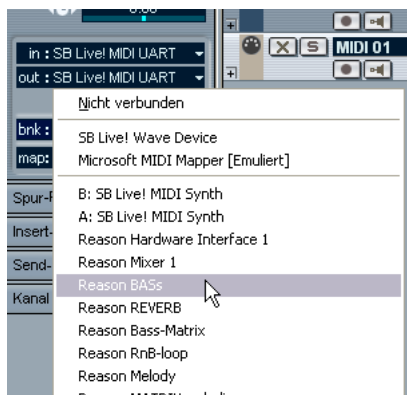 0.00
in : SB Live! MIDI UART
out : SB Live! MIDI UART
X S MIDI 01
Nicht verbunden
bnk :
SB Live! Wave Device
map:
Microsoft MIDI Mapper [Emuliert]
B: SB Live! MIDI Synth
Spur-
A: SB Live! MIDI Synth
Insert-
Reason Hardware Interface 1
Send-
Reason Mixer 1
Kanal
Reason BASs
Reason REVERB
Reason Bass-Matrix
Reason RnB-loop
Reason Melody